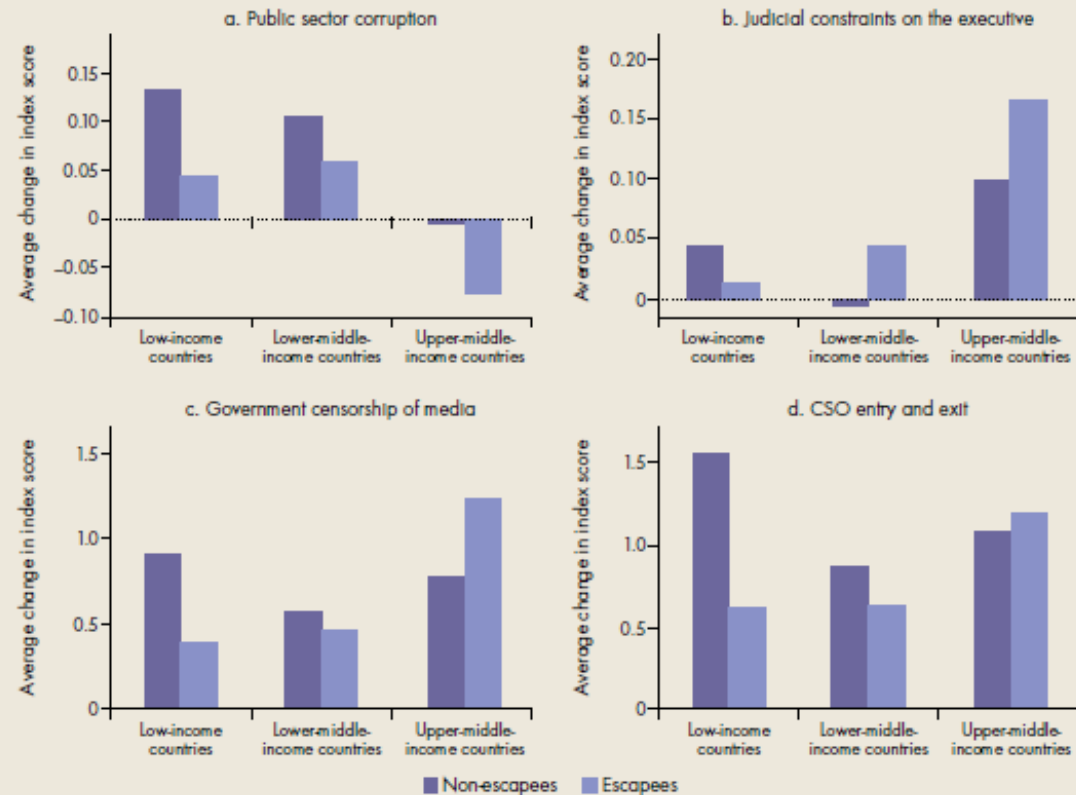 a. Public sector corruption
Average change in index score
0.15
0.10
0.05
0
–0.05
–0.10
Low-income
countries
Lower-middle-
income countries
Upper-middle-
income countries
b. Judicial constraints on the executive
Average change in index score
0.20
0.15
0.10
0.05
0
Low-income
countries
Lower-middle-
income countries
Upper-middle-
income countries
c. Government censorship of media
Average change in index score
1.5
1.0
0.5
0
Low-income
countries
Lower-middle-
income countries
Upper-middle-
income countries
d. CSO entry and exit
Average change in index score
1.5
1.0
0.5
0
Low-income
countries
Lower-middle-
income countries
Upper-middle-
income countries
Non-escapees
Escapees